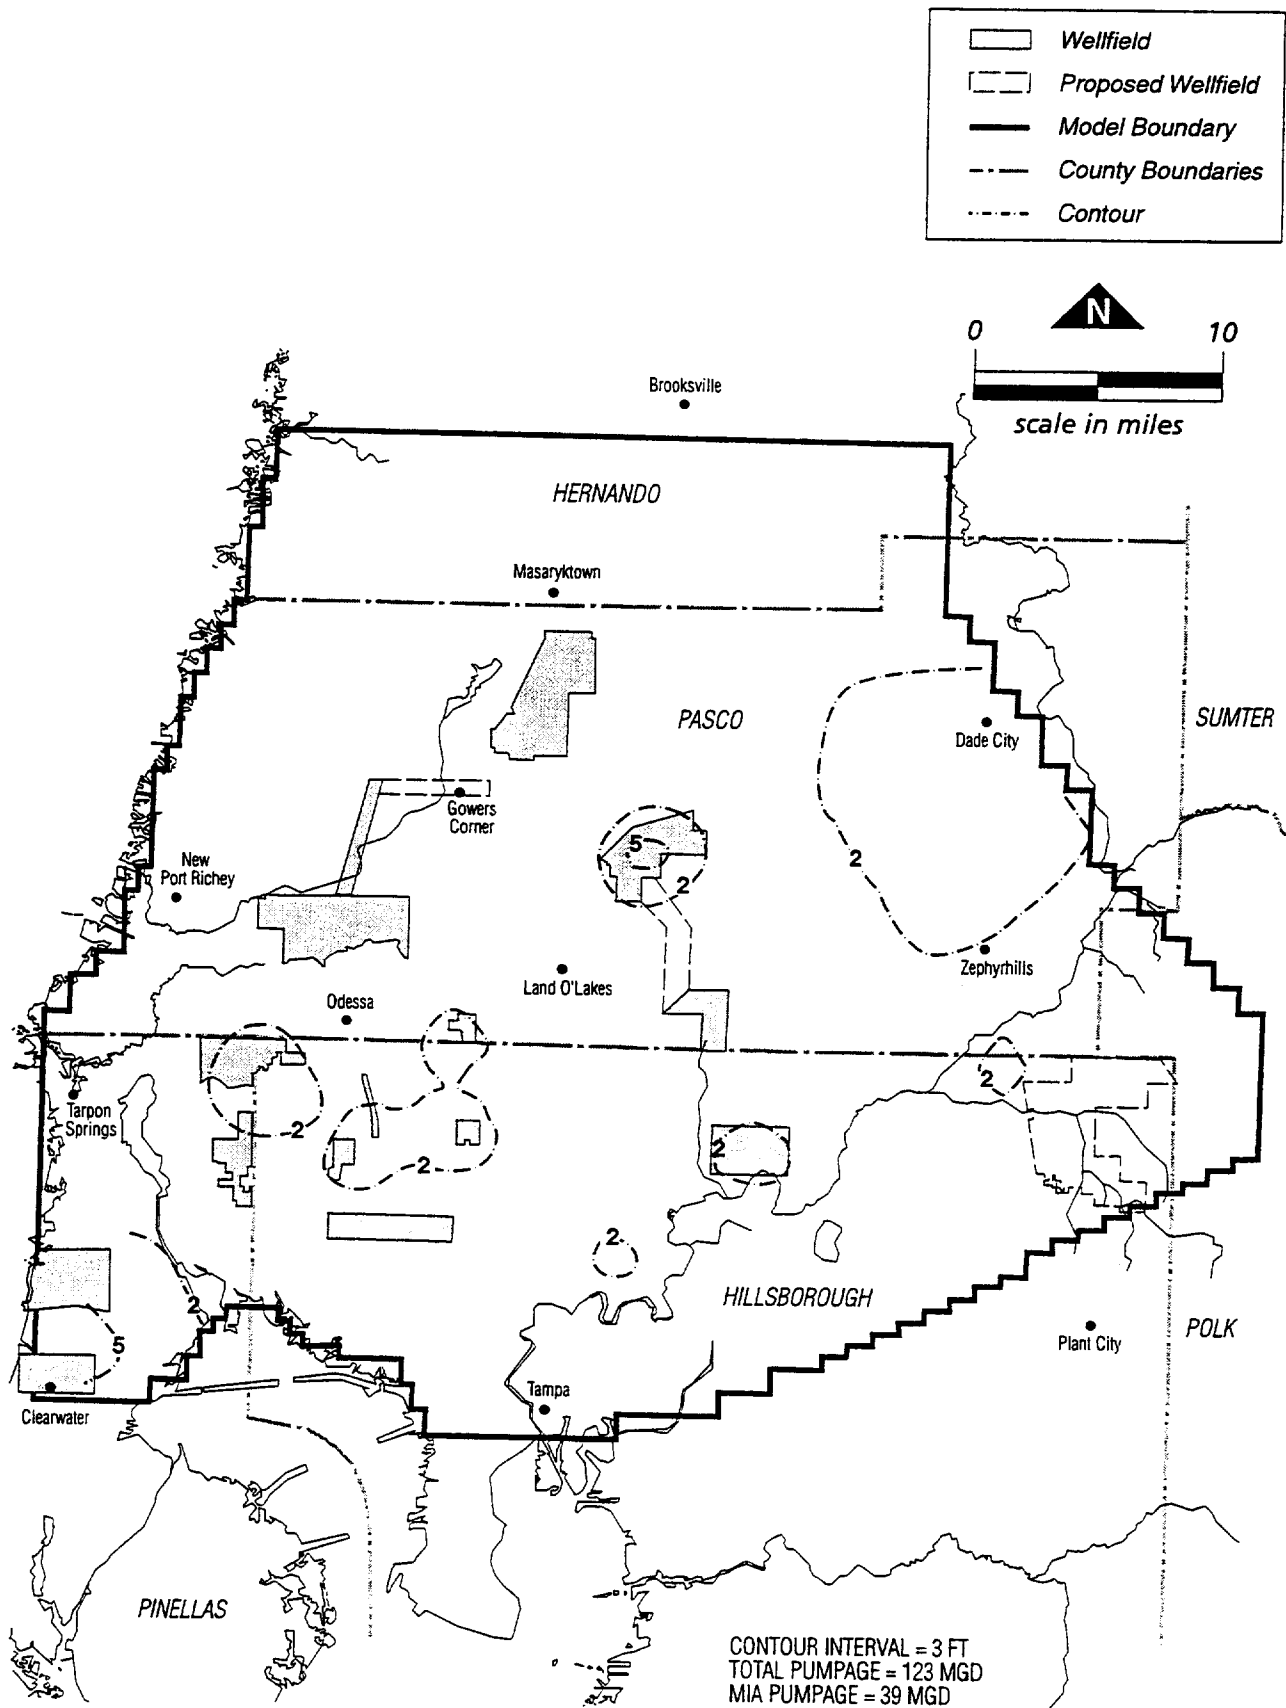 Wellfield
Proposed Wellfield
Model Boundary
County Boundaries
Contour
N
0 10
scale in miles
Brooksville
HERNANDO
Masaryktown
PASCO
SUMTER
Dade City
Gowers
Corner
5
2
2
New
Port Richey
Zephyrhills
Land O'Lakes
Odessa
2
Tarpon
Springs
2
2
2
2
2
HILLSBOROUGH
5
Plant City
POLK
Tampa
Clearwater
PINELLAS
CONTOUR INTERVAL = 3 FT
TOTAL PUMPAGE = 123 MGD
MIA PUMPAGE = 39 MGD